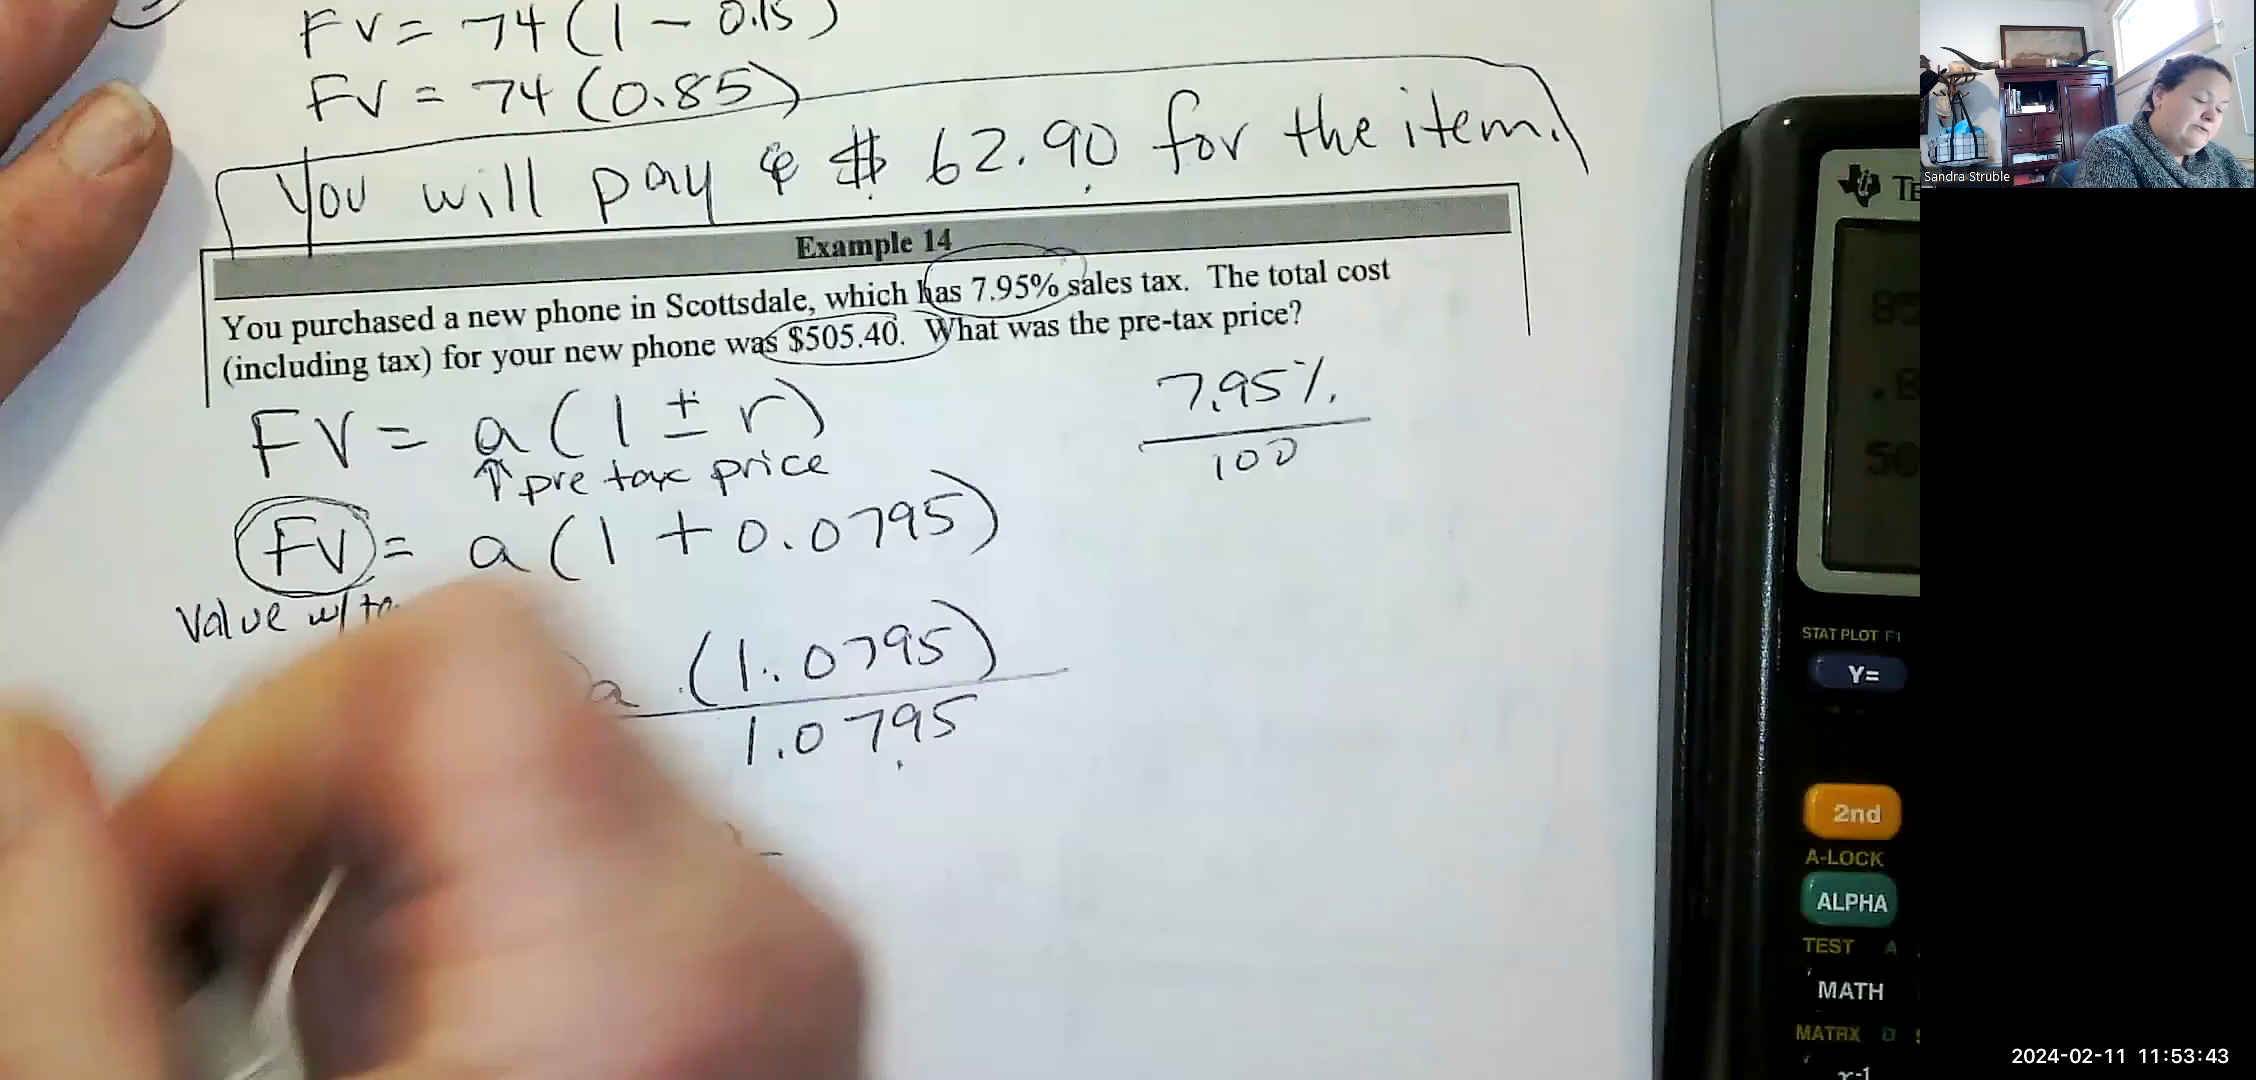 FV = 74 (1 - 0.15)
FV = 74 (0.85)
You will pay $ 62.90 for the item.
Example 14
You purchased a new phone in Scottsdale, which has 7.95% sales tax. The total cost
(including tax) for your new phone was $505.40. What was the pre-tax price?
FV = a (1 ± r)
↑ pre tax price
7.95%
100
FV = a (1 + 0.0795)
Value w/
a (1.0795)
1.0795
STAT PLOT F1
Y=
2nd
A-LOCK
ALPHA
TEST A
MATH
MATRX D
x-1
Sandra Struble
2024-02-11 11:53:43